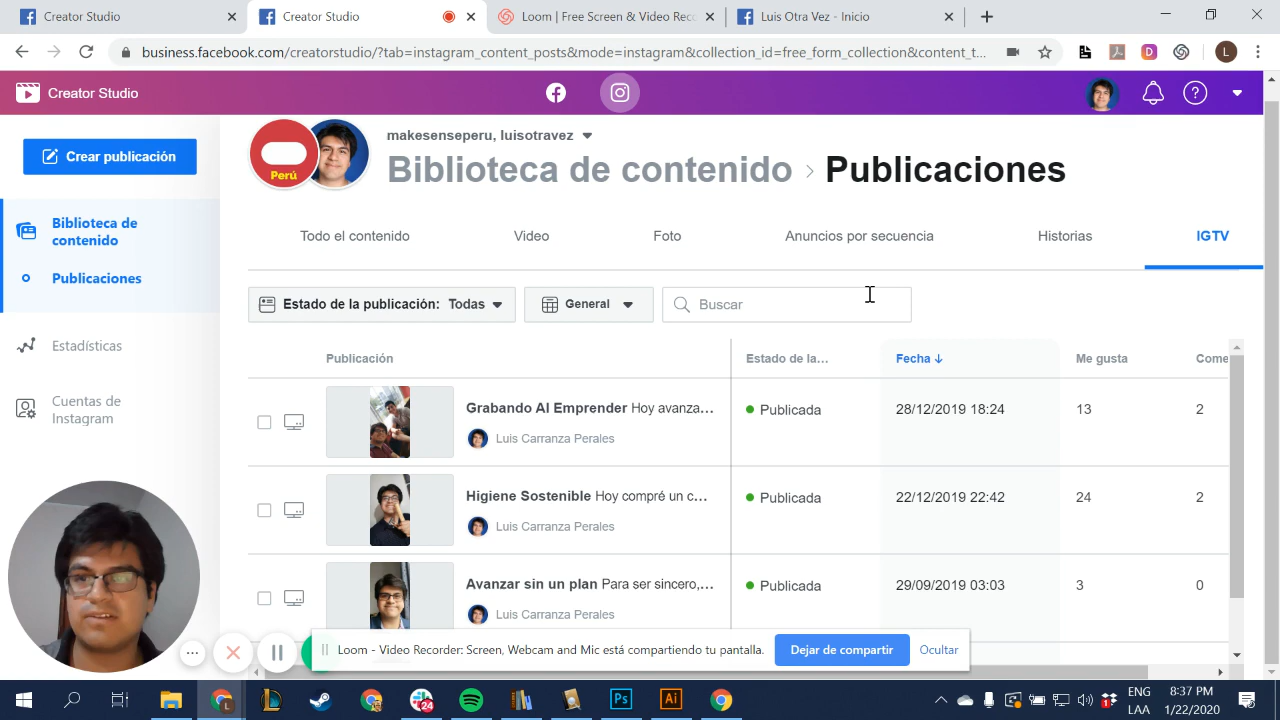 Creator Studio
Creator Studio
Loom | Free Screen & Video Rec
Luis Otra Vez - Inicio
business.facebook.com/creatorstudio/?tab=instagram_content_posts&mode=instagram&collection_id=free_form_collection&content_t...
L
Creator Studio
Crear publicación
Biblioteca de
contenido
Publicaciones
Estadísticas
Cuentas de
Instagram
Perú
makesenseperu, luisotravez
Biblioteca de contenido > Publicaciones
Todo el contenido
Video
Foto
Anuncios por secuencia
Historias
IGTV
Estado de la publicación: Todas
General
Buscar
Publicación
Estado de la...
Fecha ↓
Me gusta
Come
Grabando Al Emprender Hoy avanza...
Luis Carranza Perales
Publicada
28/12/2019 18:24
13
2
Higiene Sostenible Hoy compré un c...
Luis Carranza Perales
Publicada
22/12/2019 22:42
24
2
Avanzar sin un plan Para ser sincero,...
Luis Carranza Perales
Publicada
29/09/2019 03:03
3
0
Loom - Video Recorder: Screen, Webcam and Mic está compartiendo tu pantalla.
Dejar de compartir
Ocultar
L
24
Ps
Ai
1
ENG
LAA
8:37 PM
1/22/2020